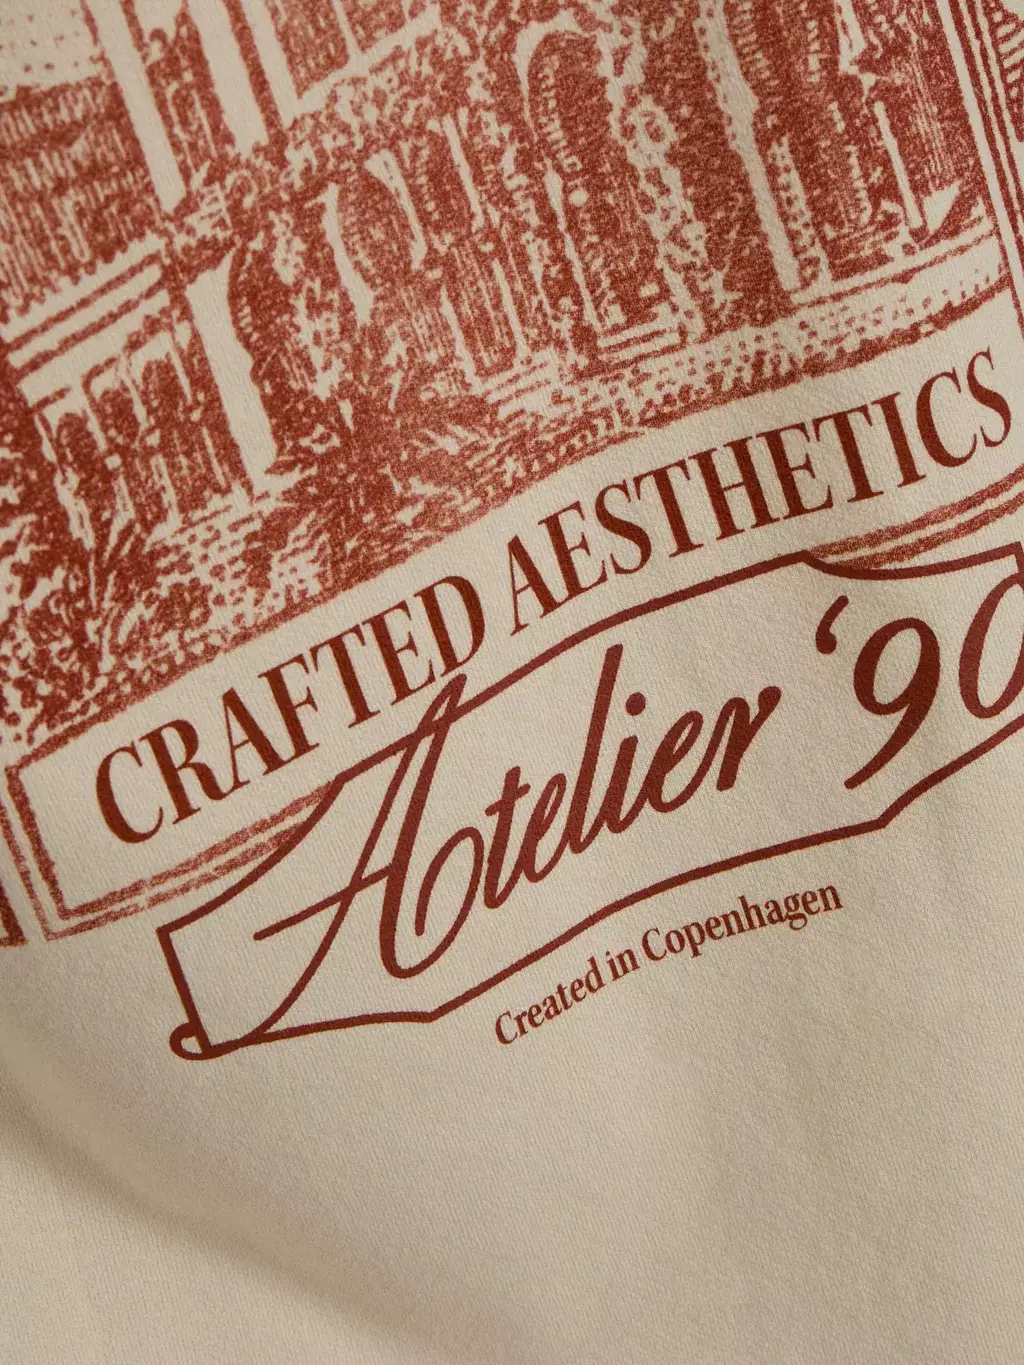 CRAFTED AESTHETICS
Atelier ‘90
Created in Copenhagen